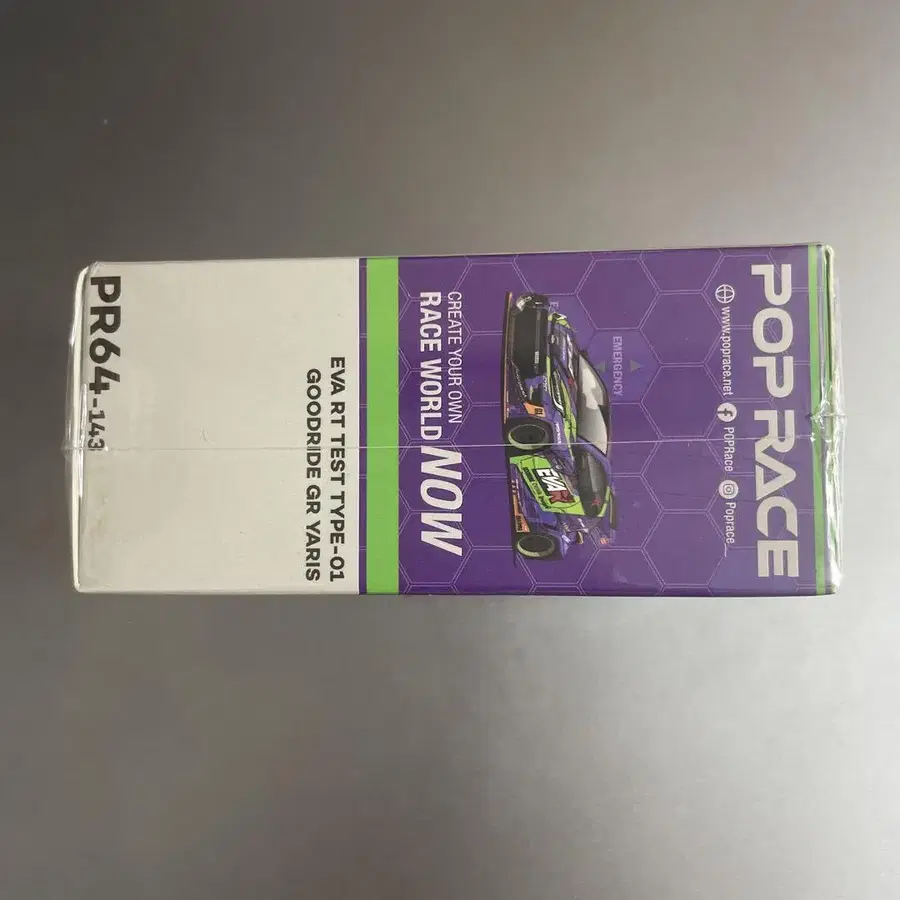 POP RACE
www.poprace.net POPRace Poprace_
EMERGENCY
EVA
CREATE YOUR OWN
RACE WORLD NOW
EVA RT TEST TYPE-01
GOODRIDE GR YARIS
PR64-143